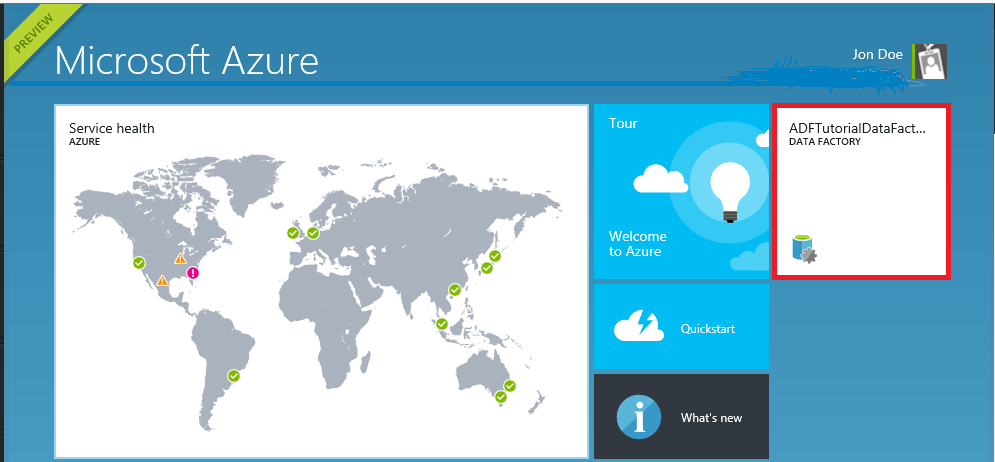 PREVIEW
Microsoft Azure
Jon Doe
Service health
AZURE
Tour
Welcome
to Azure
ADFTutorialDataFact...
DATA FACTORY
Quickstart
What's new